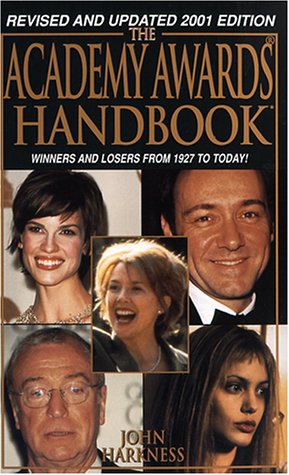 REVISED AND UPDATED 2001 EDITION
THE
ACADEMY AWARDS®
HANDBOOK
WINNERS AND LOSERS FROM 1927 TO TODAY!
JOHN
HARKNESS